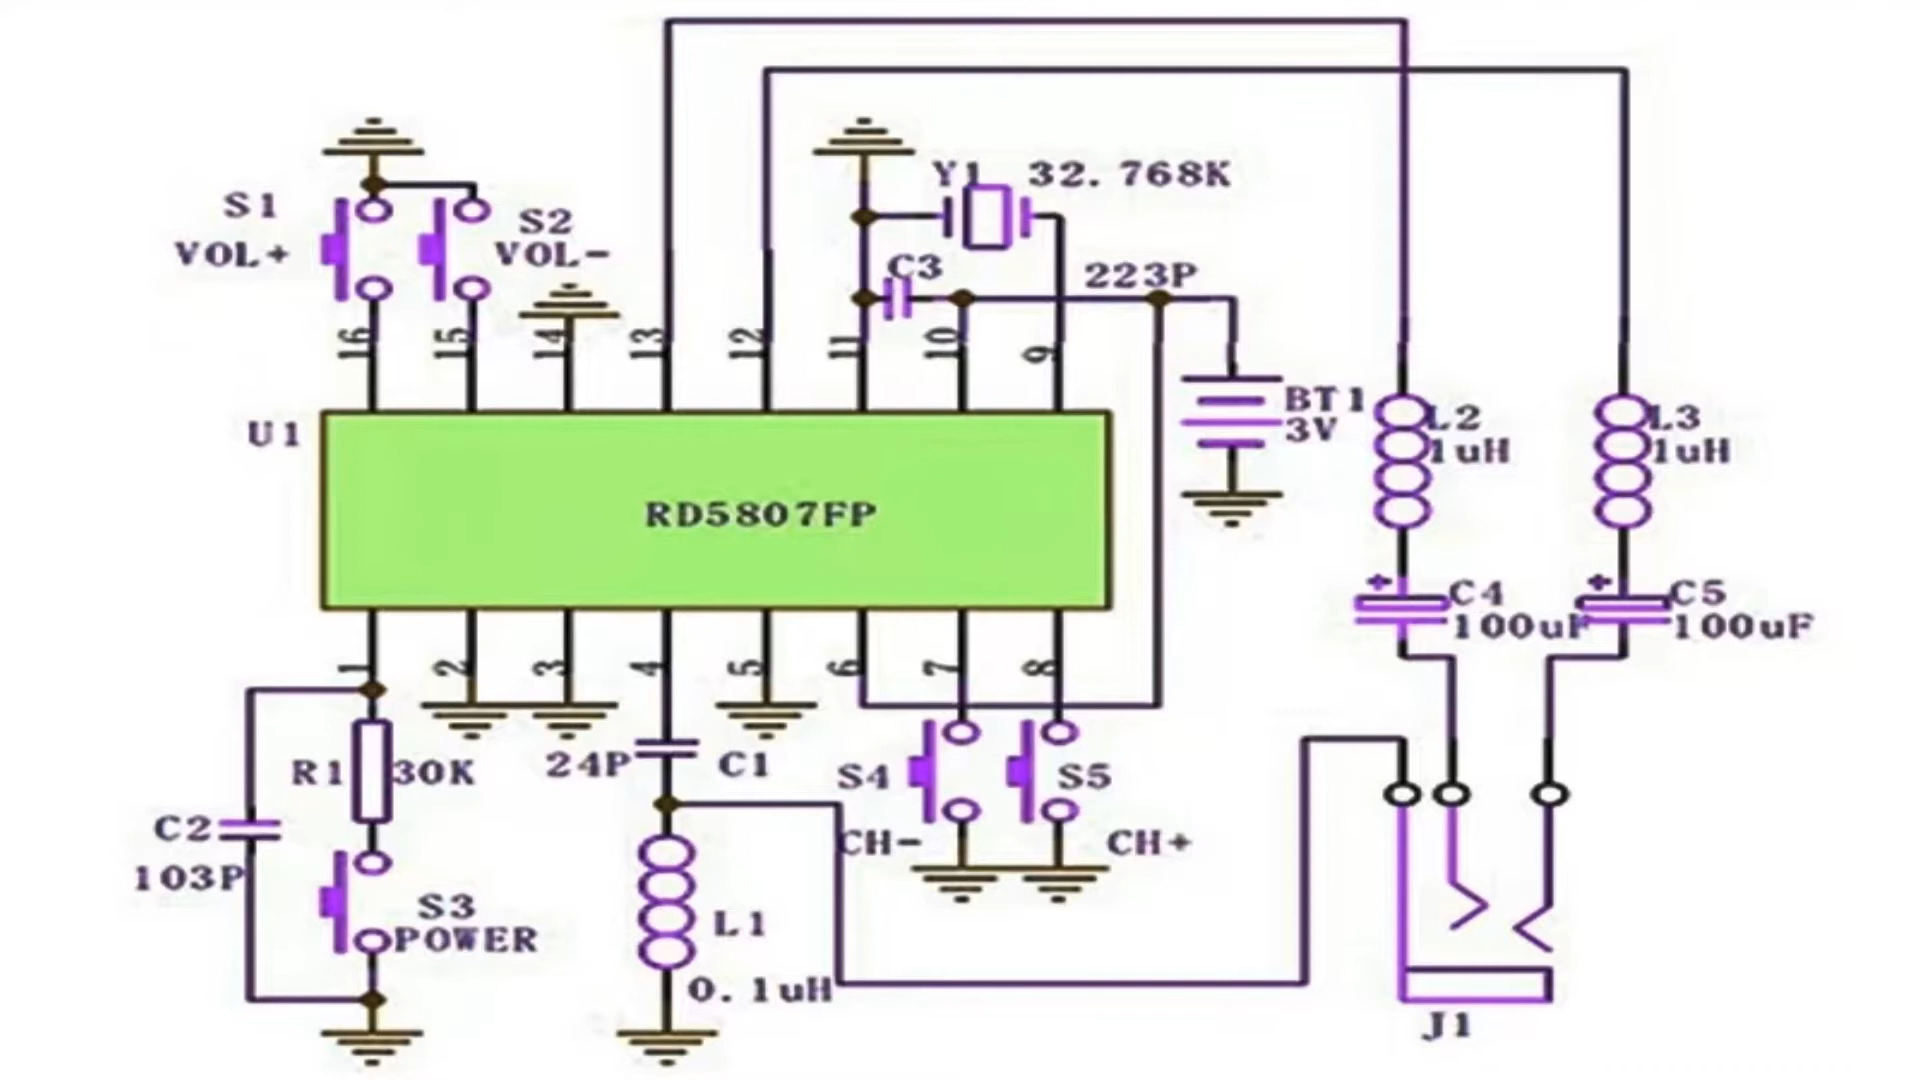 Y1 32.768K
S1
VOL+
S2
VOL-
C3
223P
16
15
14
13
12
11
10
9
BT1
3V
L2
1uH
L3
1uH
U1
RD5807FP
C4
100uF
C5
100uF
1
2
3
4
5
6
7
8
R1
30K
24P
C1
S4
S5
C2
103P
CH-
CH+
S3
POWER
L1
0.1uH
J1